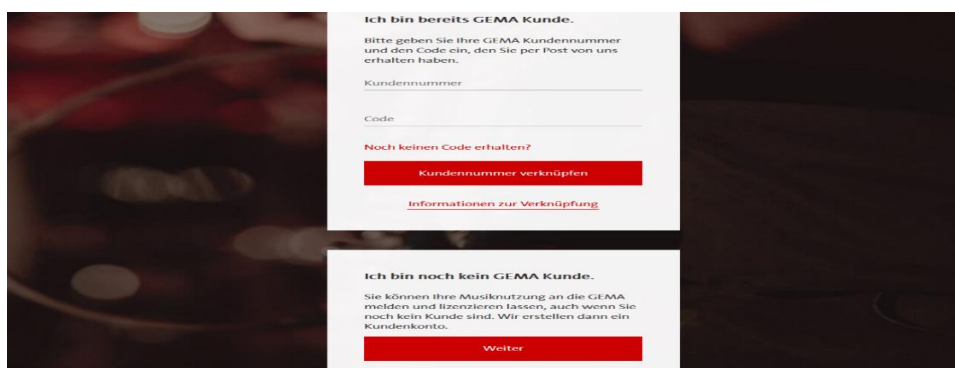 Ich bin bereits GEMA Kunde.
Bitte geben Sie Ihre GEMA Kundennummer
und den Code ein, den Sie per Post von uns
erhalten haben.
Kundennummer
Code
Noch keinen Code erhalten?
Kundennummer verknüpfen
Informationen zur Verknüpfung
Ich bin noch kein GEMA Kunde.
Sie können Ihre Musiknutzung an die GEMA
melden und lizenzieren lassen, auch wenn Sie
noch kein Kunde sind. Wir erstellen dann ein
Kundenkonto.
Weiter